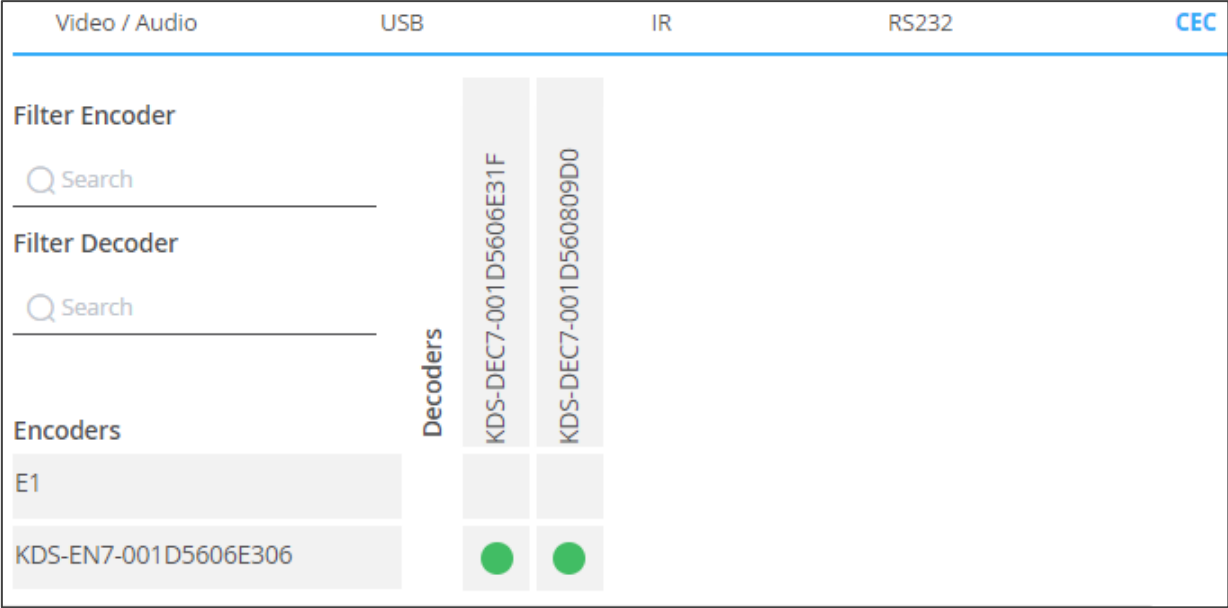 Video / Audio USB IR RS232 CEC
Filter Encoder
Search
Filter Decoder
Search
Encoders
Decoders
KDS-DEC7-001D5606E31F
KDS-DEC7-001D560809D0
E1
KDS-EN7-001D5606E306